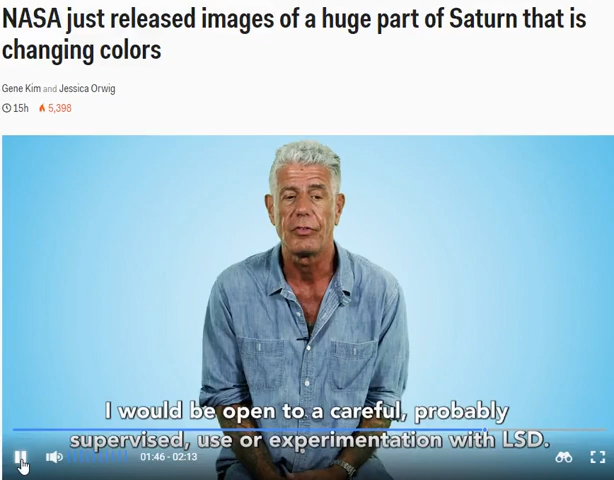 NASA just released images of a huge part of Saturn that is
changing colors
Gene Kim and Jessica Orwig
15h 5,398
I would be open to a careful, probably
supervised, use or experimentation with LSD.
01:46 - 02:13